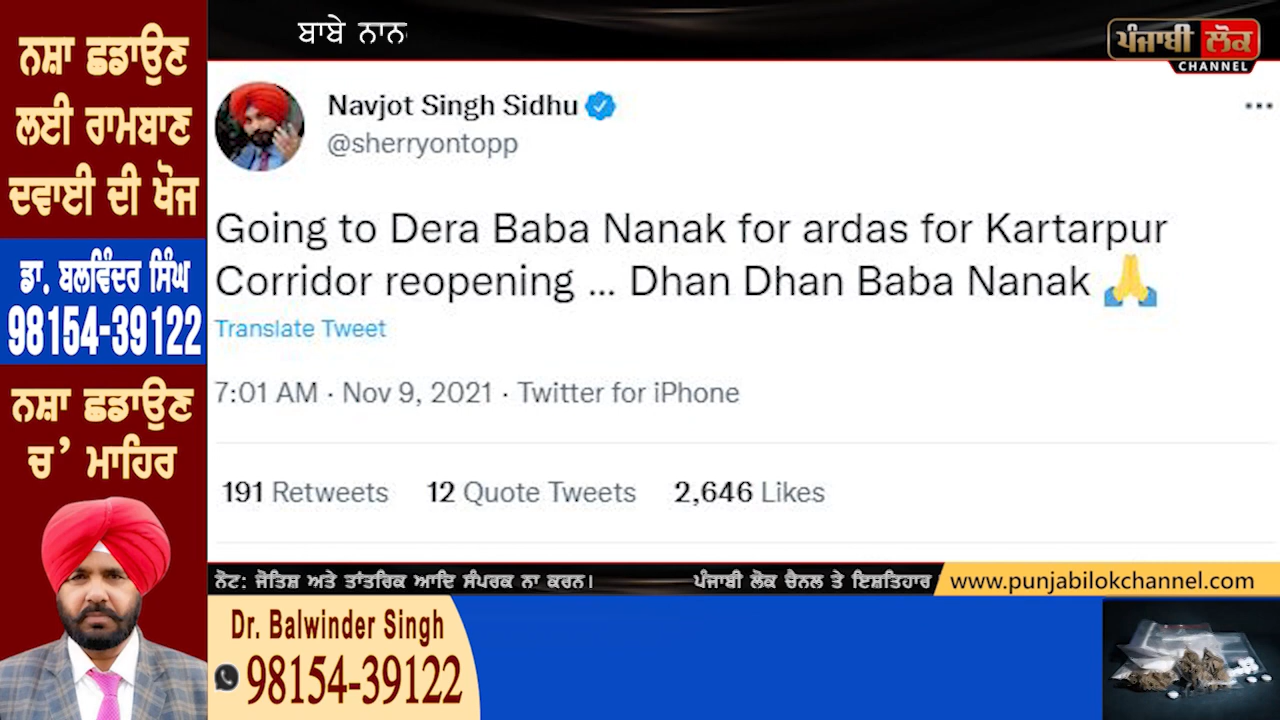 ਬਾਬੇ ਨਾਨ
ਪੰਜਾਬੀ ਲੋਕ
CHANNEL
ਨਸ਼ਾ ਛਡਾਉਣ
ਲਈ ਰਾਮਬਾਣ
ਦਵਾਈ ਦੀ ਖੋਜ
ਡਾ. ਬਲਵਿੰਦਰ ਸਿੰਘ
98154-39122
ਨਸ਼ਾ ਛਡਾਉਣ
ਚ' ਮਾਹਿਰ
Navjot Singh Sidhu
@sherryontopp
Going to Dera Baba Nanak for ardas for Kartarpur
Corridor reopening ... Dhan Dhan Baba Nanak 🙏
Translate Tweet
7:01 AM · Nov 9, 2021 · Twitter for iPhone
191 Retweets 12 Quote Tweets 2,646 Likes
ਨੋਟ: ਜੋਤਿਸ਼ ਅਤੇ ਤਾਂਤਰਿਕ ਆਦਿ ਸੰਪਰਕ ਨਾ ਕਰਨ। ਪੰਜਾਬੀ ਲੋਕ ਚੈਨਲ ਤੇ ਇਸ਼ਤਿਹਾਰ
www.punjabilokchannel.com
Dr. Balwinder Singh
98154-39122